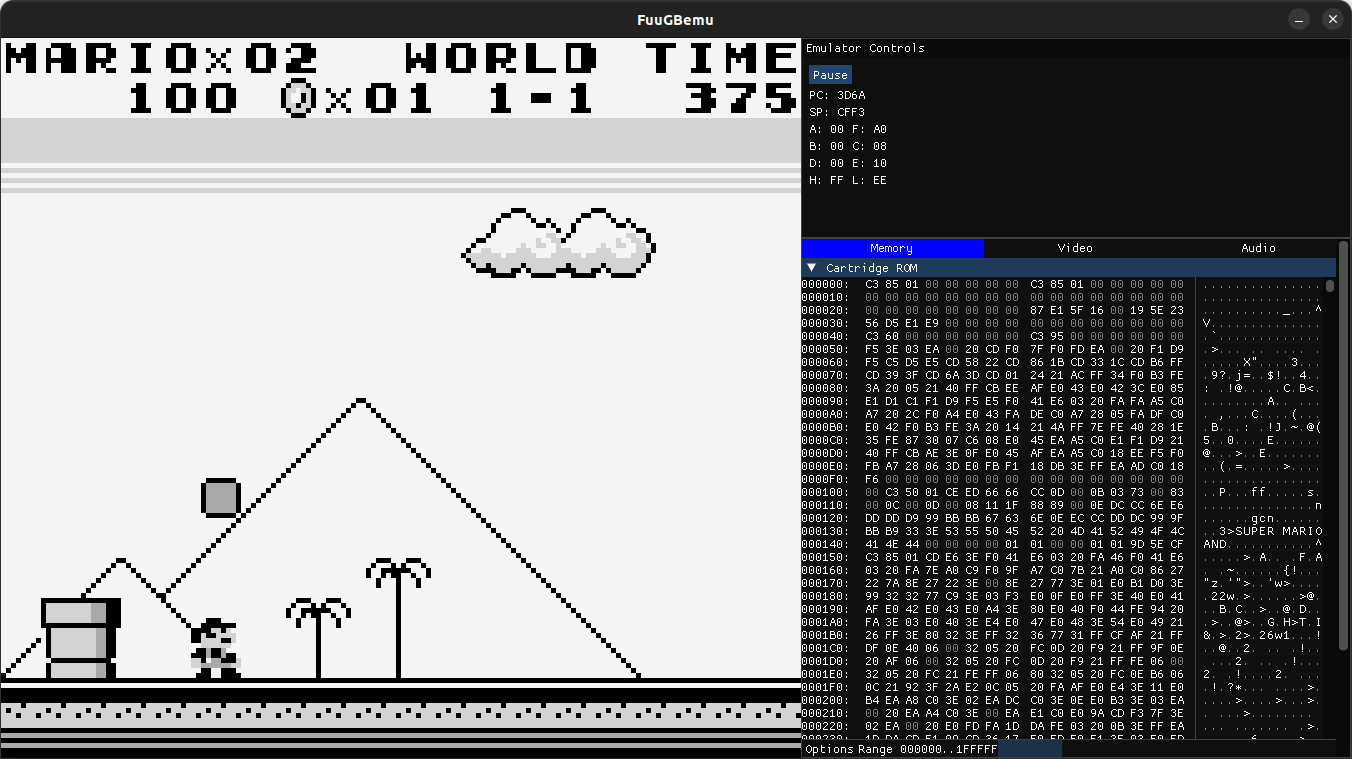 FuuGBemu
MARIO×02 WORLD TIME
100 ×01 1-1 375
Emulator Controls
Pause
PC: 3D6A
SP: CFF3
A: 00 F: A0
B: 00 C: 08
D: 00 E: 10
H: FF L: EE
Memory Video Audio
Cartridge ROM
000000: C3 85 01 00 00 00 00 00 C3 85 01 00 00 00 00 00
000010: 00 00 00 00 00 00 00 00 00 00 00 00 00 00 00 00
000020: 00 00 00 00 00 00 00 00 87 E1 5F 16 00 19 5E 23
000030: 56 D5 E1 E9 00 00 00 00 00 00 00 00 00 00 00 00
000040: C3 60 00 00 00 00 00 00 C3 95 00 00 00 00 00 00
000050: F5 3E 03 EA 00 20 CD F0 7F F0 FD EA 00 20 F1 D9
000060: F5 C5 D5 E5 CD 58 22 CD 86 1B CD 33 1C CD B6 FF
000070: CD 39 3F CD 6A 3D CD 01 24 21 AC FF 34 F0 B3 FE
000080: 3A 20 05 21 40 FF CB EE AF E0 43 E0 42 3C E0 85
000090: E1 D1 C1 F1 D9 F5 E5 F0 41 E6 03 20 FA FA A5 C0
0000A0: A7 20 2C F0 A4 E0 43 FA DE C0 A7 28 05 FA DF C0
0000B0: E0 42 F0 B3 FE 3A 20 14 21 4A FF 7E FE 40 28 1E
0000C0: 35 FE 87 30 07 C6 08 E0 45 EA A5 C0 E1 F1 D9 21
0000D0: 40 FF CB AE 3E 0F E0 45 AF EA A5 C0 18 EE F5 F0
0000E0: FB A7 28 06 3D E0 FB F1 18 DB 3E FF EA AD C0 18
0000F0: F6 00 00 00 00 00 00 00 00 00 00 00 00 00 00 00
000100: 00 C3 50 01 CE ED 66 66 CC 0D 00 0B 03 73 00 83
000110: 00 0C 00 0D 00 08 11 1F 88 89 00 0E DC CC 6E E6
000120: DD DD D9 99 BB BB 67 63 6E 0E EC CC DD DC 99 9F
000130: BB B9 33 3E 53 55 50 45 52 20 4D 41 52 49 4F 4C ..3>SUPER MARIO
000140: 41 4E 44 00 00 00 00 01 01 00 00 01 01 9D 5E CF
000150: C3 85 01 CD E6 3E F0 41 E6 03 20 FA 46 F0 41 E6
000160: 03 20 FA 7E A0 C9 F0 9F A7 C0 7B 21 A0 C0 86 27
000170: 22 7A 8E 27 22 3E 00 8E 27 77 3E 01 E0 B1 D0 3E
000180: 99 32 32 77 C9 3E 03 F3 E0 0F E0 FF 3E 40 E0 41
000190: AF E0 42 E0 43 E0 A4 3E 80 E0 40 F0 44 FE 94 20
0001A0: FA 3E 03 E0 40 3E E4 E0 47 E0 48 3E 54 E0 49 21
0001B0: 26 FF 3E 80 32 3E FF 32 36 77 31 FF CF AF 21 FF
0001C0: DF 0E 40 06 00 32 05 20 FC 0D 20 F9 21 FF 9F 0E
0001D0: 20 AF 06 00 32 05 20 FC 0D 20 F9 21 FF FE 06 00
0001E0: 32 05 20 FC 21 FE FF 06 80 32 05 20 FC 0E B6 06
0001F0: 0C 21 92 3F 2A E2 0C 05 20 FA AF E0 E4 3E 11 E0
000200: B4 EA A8 C0 3E 02 EA DC C0 3E 0E E0 B3 3E 03 EA
000210: 00 20 EA A4 C0 3E 00 EA E1 C0 E0 9A CD F3 7F 3E
000220: 02 EA 00 20 E0 FD FA 1D DA FE 03 20 0B 3E FF EA
Options Range 000000..1FFFFF